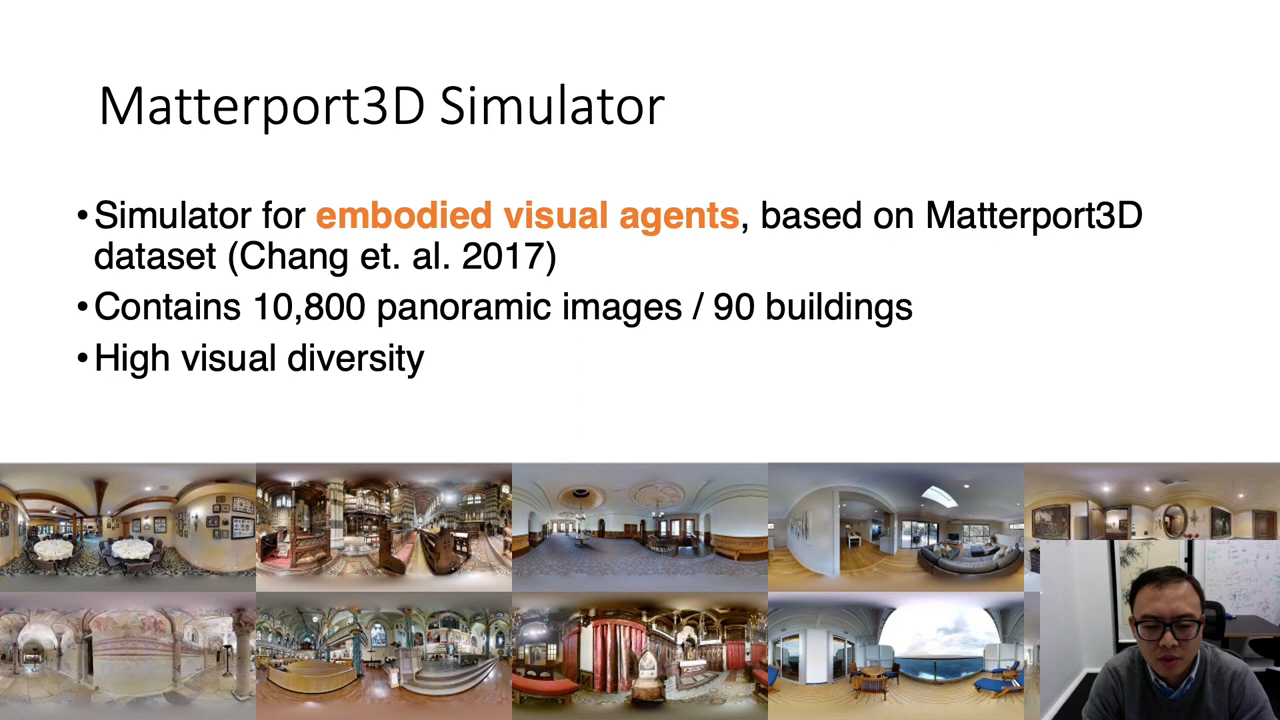 Matterport3D Simulator
•Simulator for embodied visual agents, based on Matterport3D
dataset (Chang et. al. 2017)
•Contains 10,800 panoramic images / 90 buildings
•High visual diversity